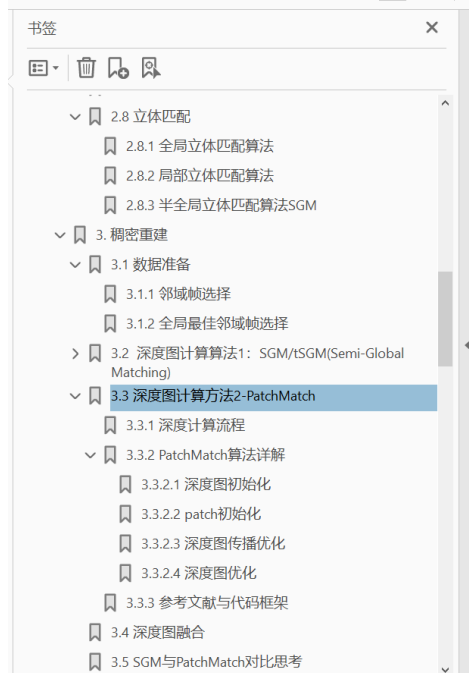 书签
2.8 立体匹配
2.8.1 全局立体匹配算法
2.8.2 局部立体匹配算法
2.8.3 半全局立体匹配算法SGM
3. 稠密重建
3.1 数据准备
3.1.1 邻域帧选择
3.1.2 全局最佳邻域帧选择
3.2 深度图计算算法1：SGM/tSGM(Semi-Global
Matching)
3.3 深度图计算方法2-PatchMatch
3.3.1 深度计算流程
3.3.2 PatchMatch算法详解
3.3.2.1 深度图初始化
3.3.2.2 patch初始化
3.3.2.3 深度图传播优化
3.3.2.4 深度图优化
3.3.3 参考文献与代码框架
3.4 深度图融合
3.5 SGM与PatchMatch对比思考